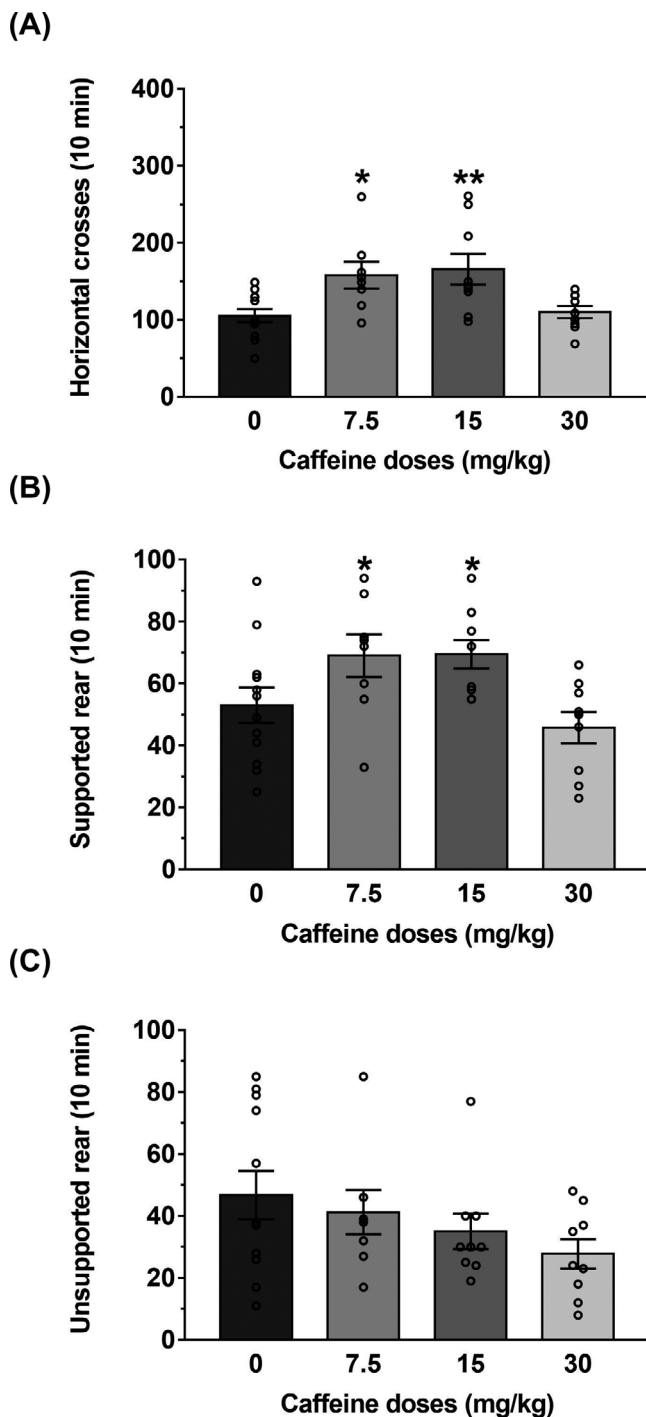 (A)
Horizontal crosses (10 min)
400
300
200
100
0
* **
0 7.5 15 30
Caffeine doses (mg/kg)
(B)
Supported rear (10 min)
100
80
60
40
20
0
* *
0 7.5 15 30
Caffeine doses (mg/kg)
(C)
Unsupported rear (10 min)
100
80
60
40
20
0
0 7.5 15 30
Caffeine doses (mg/kg)